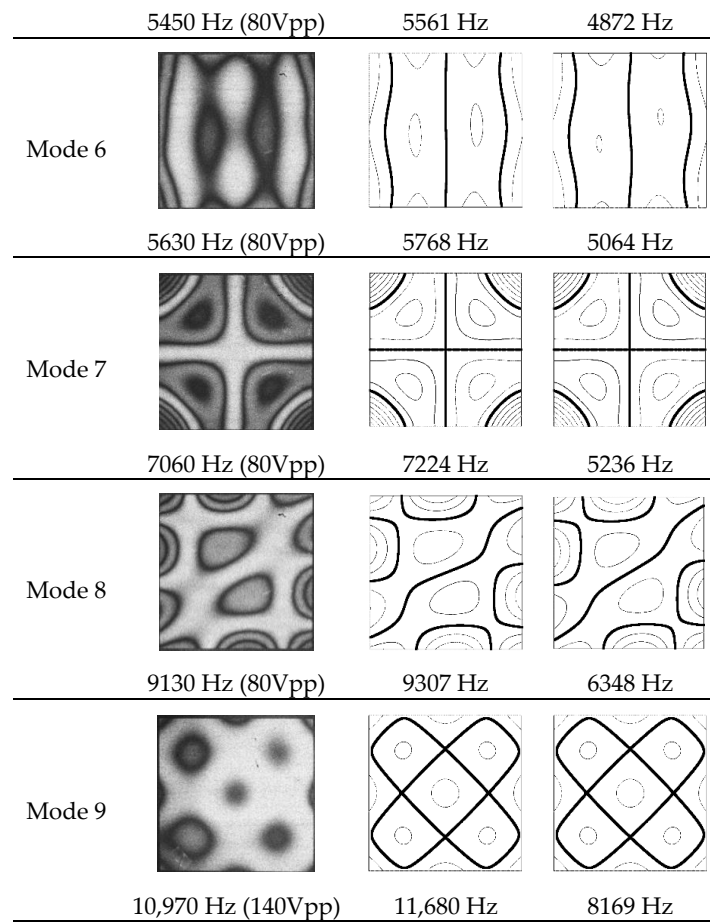 5450 Hz (80Vpp) 5561 Hz 4872 Hz
Mode 6
5630 Hz (80Vpp) 5768 Hz 5064 Hz
Mode 7
7060 Hz (80Vpp) 7224 Hz 5236 Hz
Mode 8
9130 Hz (80Vpp) 9307 Hz 6348 Hz
Mode 9
10,970 Hz (140Vpp) 11,680 Hz 8169 Hz